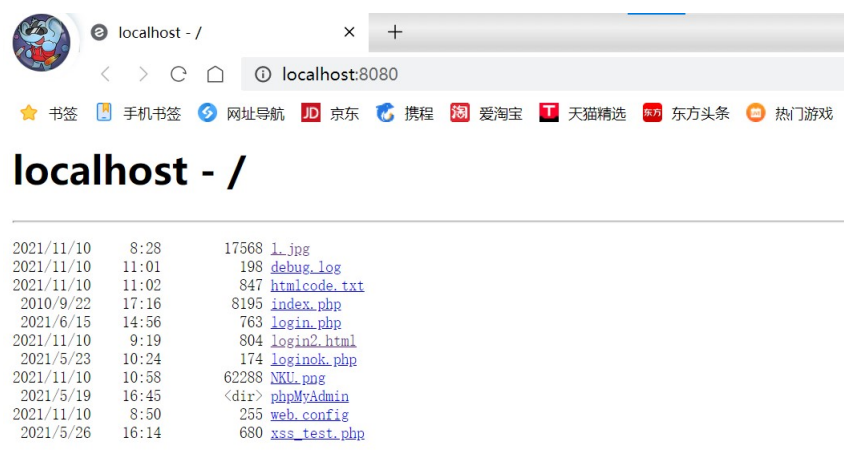 localhost - /
localhost:8080
书签 手机书签 网址导航 JD 京东 携程 淘 爱淘宝 T 天猫精选 东方 东方头条 热门游戏
localhost - /
2021/11/10 8:28 17568 1.jpg
2021/11/10 11:01 198 debug.log
2021/11/10 11:02 847 htmlcode.txt
2010/9/22 17:16 8195 index.php
2021/6/15 14:56 763 login.php
2021/11/10 9:19 804 login2.html
2021/5/23 10:24 174 loginok.php
2021/11/10 10:58 62288 NKU.png
2021/5/19 16:45 <dir> phpMyAdmin
2021/11/10 8:50 255 web.config
2021/5/26 16:14 680 xss_test.php